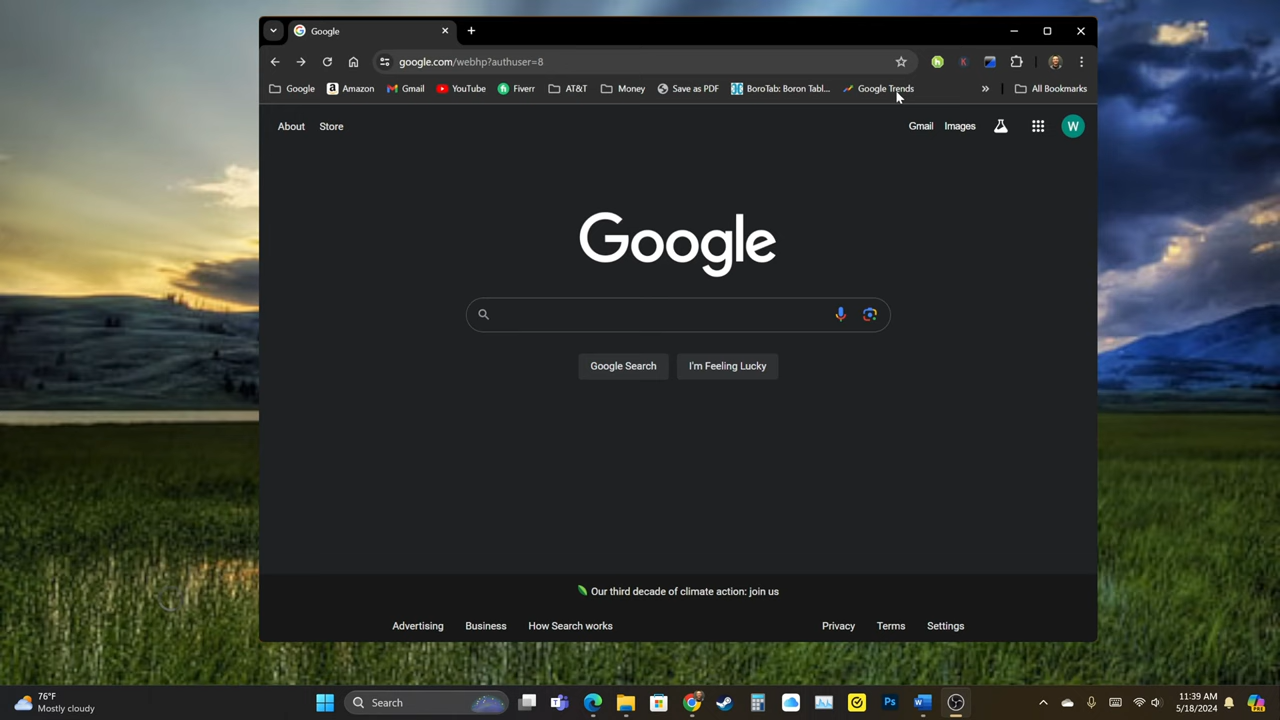 Google
google.com/webhp?authuser=8
Google Amazon Gmail YouTube Fiverr AT&T Money Save as PDF BoroTab: Boron Tabl... Google Trends » All Bookmarks
About Store Gmail Images W
Google
Google Search I'm Feeling Lucky
Our third decade of climate action: join us
Advertising Business How Search works Privacy Terms Settings
76°F
Mostly cloudy
Search
Ps
11:39 AM
5/18/2024